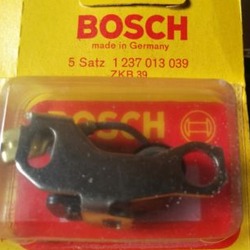 BOSCH
made in Germany
5 Satz 1 237 013 039
ZKB 39
BOSCH